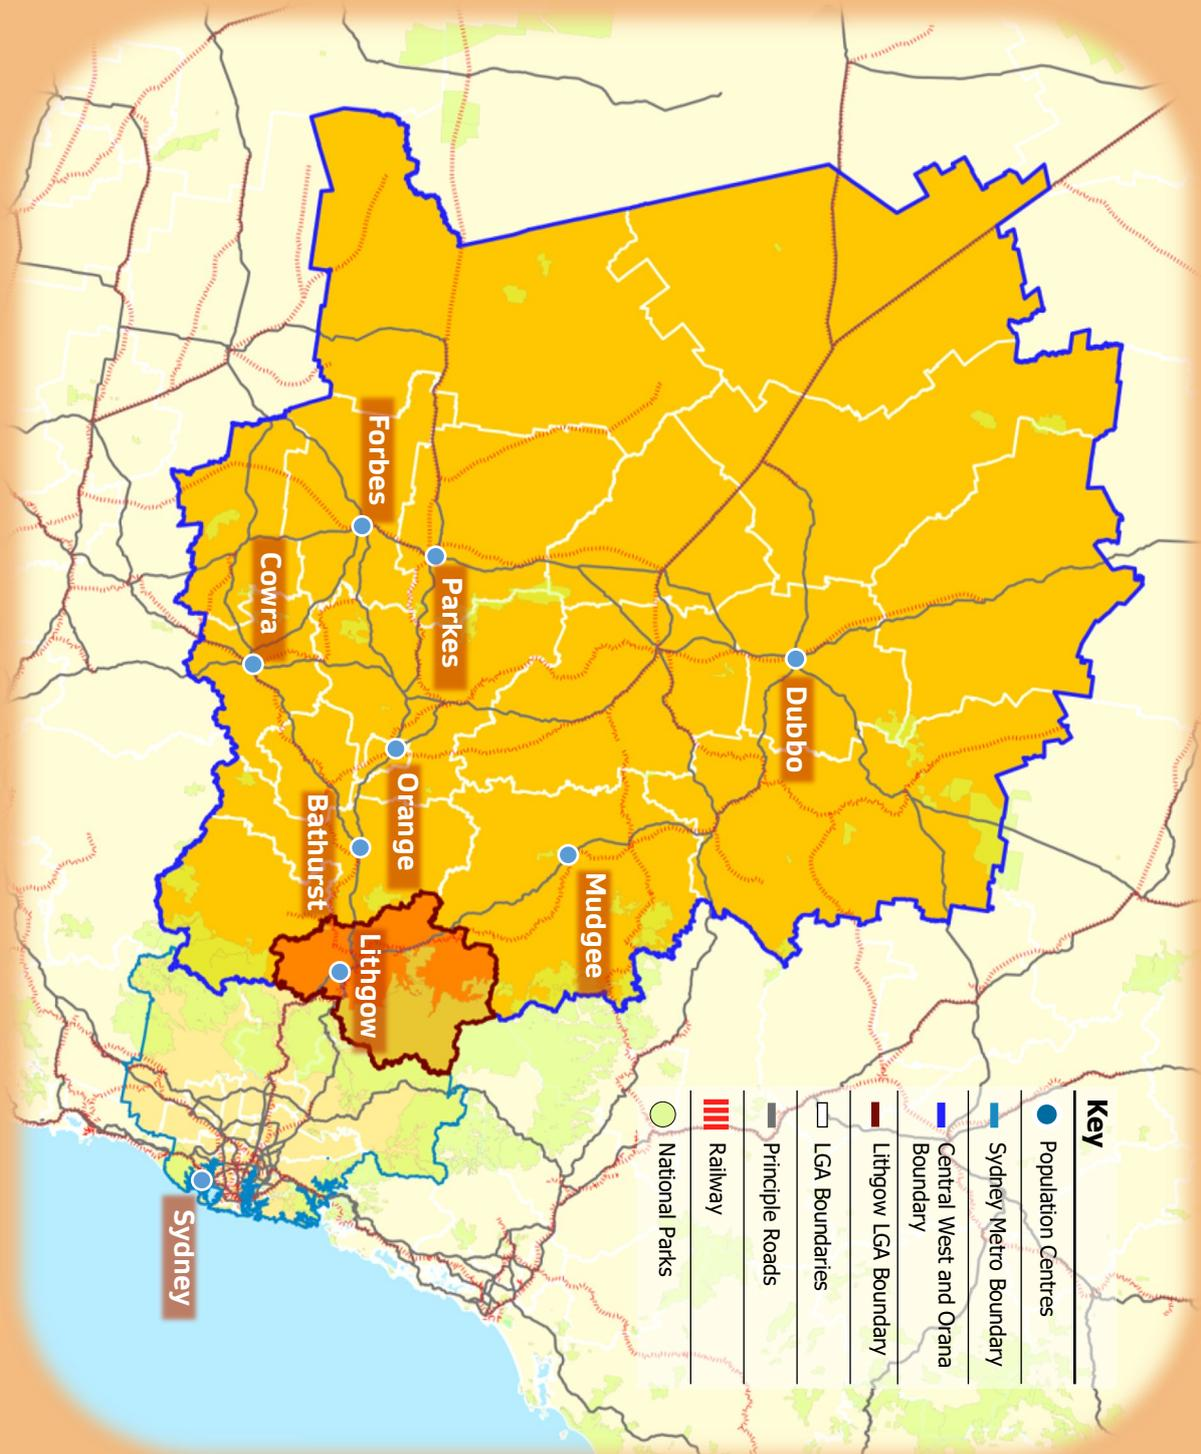 Key
Population Centres
Sydney Metro Boundary
Central West and Orana
Boundary
Lithgow LGA Boundary
LGA Boundaries
Principle Roads
Railway
National Parks
Dubbo
Mudgee
Parkes
Orange
Forbes
Lithgow
Bathurst
Cowra
Sydney